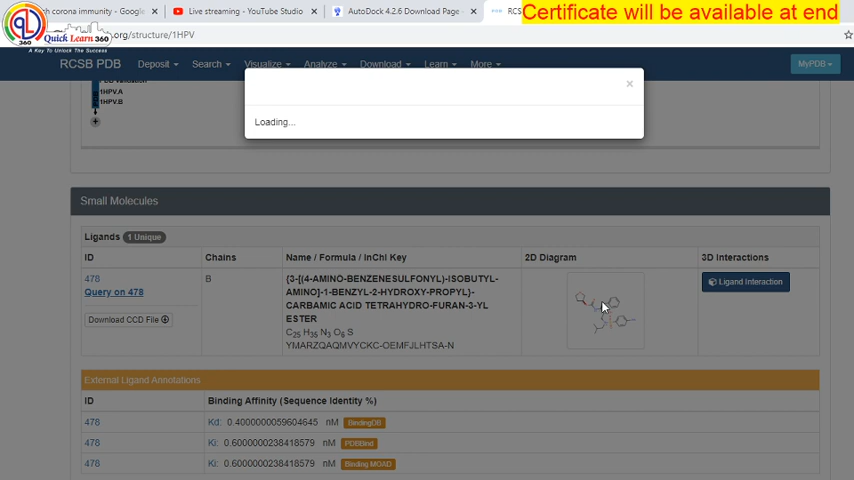 h corona immunity - Google
Live streaming - YouTube Studio
AutoDock 4.2.6 Download Page
RCS
Certificate will be available at end
QL
360
Quick Learn 360
A Key To Unlock The Success
.org/structure/1HPV
RCSB PDB Deposit Search Visualize Analyze Download Learn More MyPDB
1HPV.A
1HPV.B
×
Loading...
Small Molecules
Ligands 1 Unique
ID Chains Name / Formula / InChI Key 2D Diagram 3D Interactions
478 B {3-[(4-AMINO-BENZENESULFONYL)-ISOBUTYL-
Query on 478 AMINO]-1-BENZYL-2-HYDROXY-PROPYL}- Ligand Interaction
CARBAMIC ACID TETRAHYDRO-FURAN-3-YL
Download CCD File ESTER
C25 H35 N3 O6 S
YMARZQAQMVYCKC-OEMFJLHTSA-N
External Ligand Annotations
ID Binding Affinity (Sequence Identity %)
478 Kd: 0.4000000059604645 nM BindingDB
478 Ki: 0.6000000238418579 nM PDBBind
478 Ki: 0.6000000238418579 nM Binding MOAD